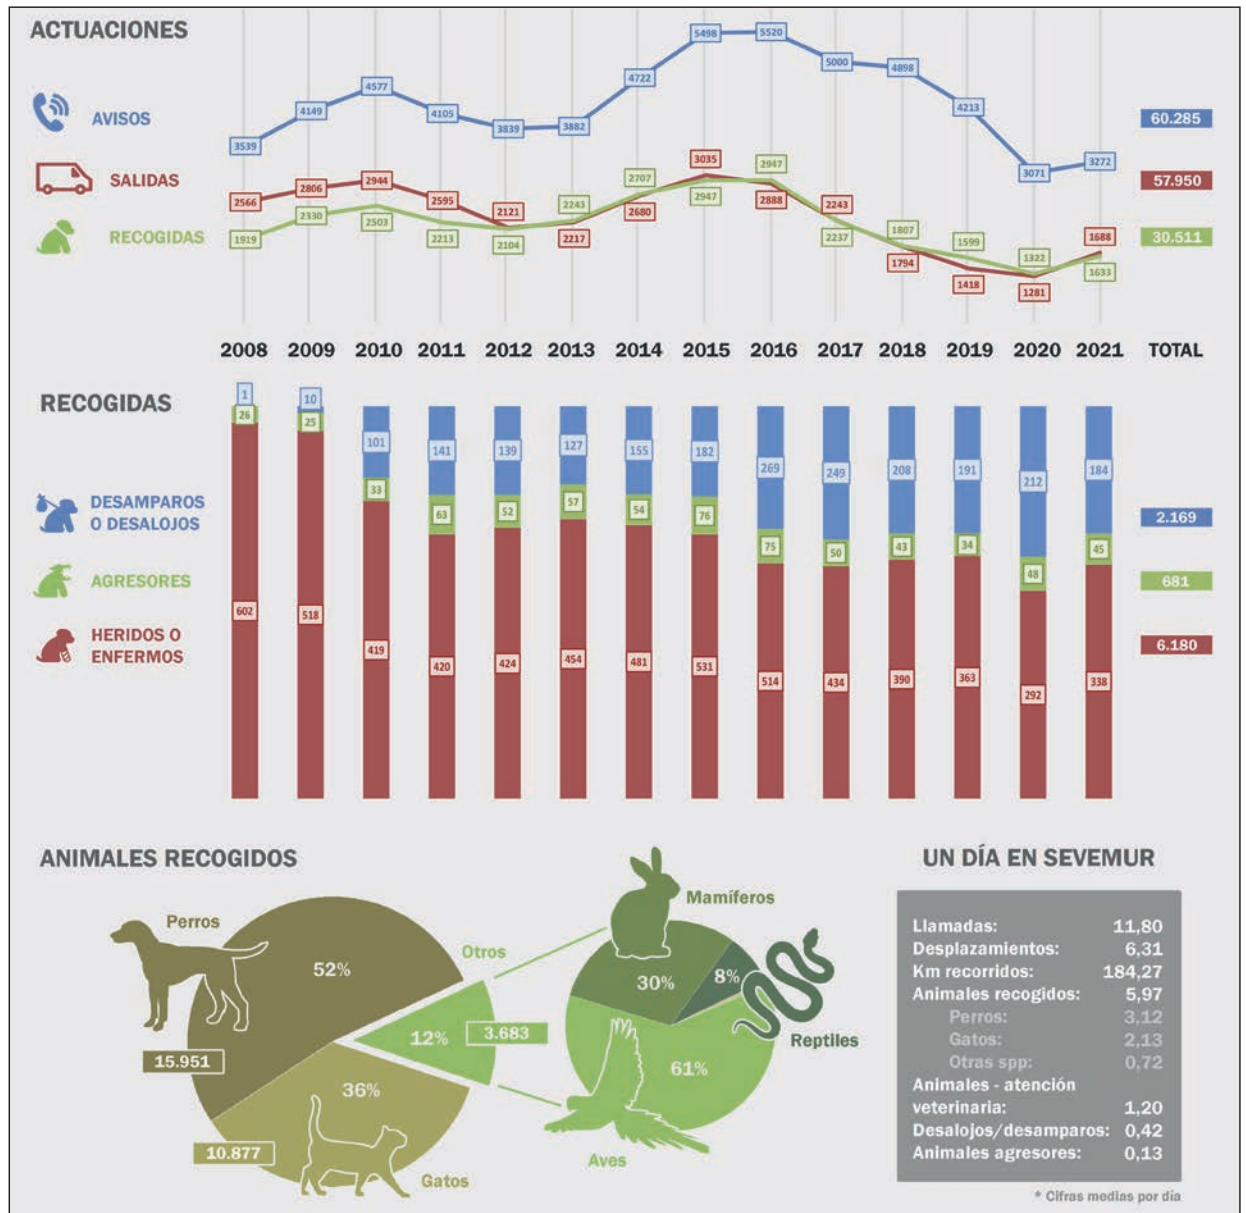 ACTUACIONES
AVISOS
3539 4149 4577 4105 3839 3882 4722 5498 5520 5000 4898 4213 3071 3272
60.285
SALIDAS
2566 2806 2944 2595 2121 2217 2680 3035 2888 2243 1794 1418 1281 1688
57.950
RECOGIDAS
1919 2330 2503 2213 2104 2243 2707 2947 2947 2237 1807 1599 1322 1633
30.511
2008 2009 2010 2011 2012 2013 2014 2015 2016 2017 2018 2019 2020 2021 TOTAL
RECOGIDAS
DESAMPAROS
O DESALOJOS
1 10 101 141 139 127 155 182 269 249 208 191 212 184
2.169
AGRESORES
26 25 33 63 52 57 54 76 75 50 43 34 48 45
681
HERIDOS O
ENFERMOS
602 518 419 420 424 454 481 531 514 434 390 363 292 338
6.180
ANIMALES RECOGIDOS
Perros
52%
15.951
Otros
12%
3.683
36%
10.877
Gatos
Mamíferos
30%
8%
Reptiles
61%
Aves
UN DÍA EN SEVEMUR
Llamadas: 11,80
Desplazamientos: 6,31
Km recorridos: 184,27
Animales recogidos: 5,97
Perros: 3,12
Gatos: 2,13
Otras spp: 0,72
Animales - atención
veterinaria: 1,20
Desalojos/desamparos: 0,42
Animales agresores: 0,13
* Cifras medias por día